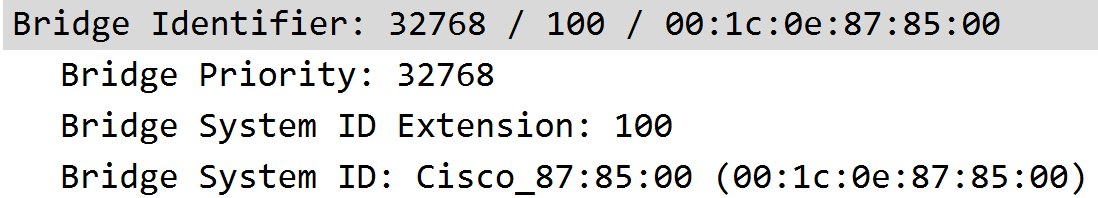 Bridge Identifier: 32768 / 100 / 00:1c:0e:87:85:00
Bridge Priority: 32768
Bridge System ID Extension: 100
Bridge System ID: Cisco_87:85:00 (00:1c:0e:87:85:00)